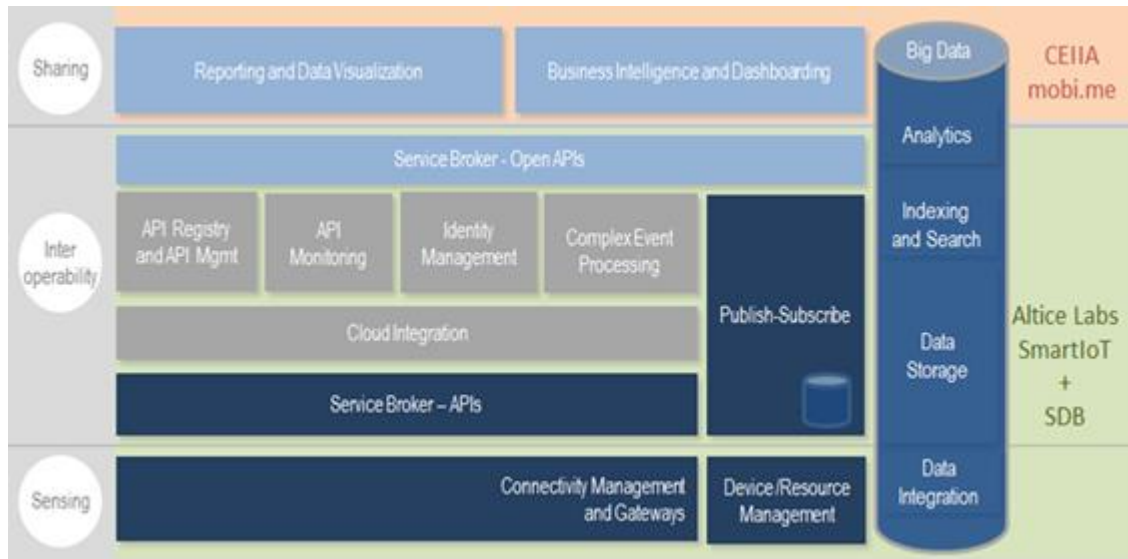 Sharing
Reporting and Data Visualization
Business Intelligence and Dashboarding
Big Data
CEIIA
mobi.me
Analytics
Service Broker - Open APIs
Inter
operability
API Registry
and API Mgmt
API
Monitoring
Identity
Management
Complex Event
Processing
Publish-Subscribe
Indexing
and Search
Cloud Integration
Data
Storage
Altice Labs
SmartIoT
+
SDB
Service Broker – APIs
Sensing
Connectivity Management
and Gateways
Device /Resource
Management
Data
Integration